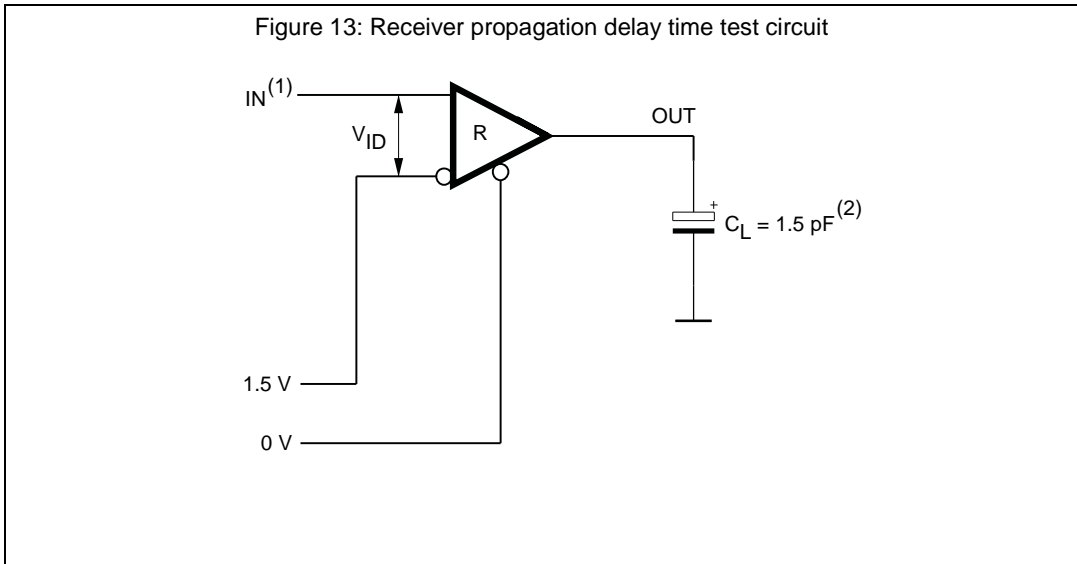 Figure 13: Receiver propagation delay time test circuit
IN(1)
VID
R
OUT
+
CL = 1.5 pF(2)
1.5 V
0 V